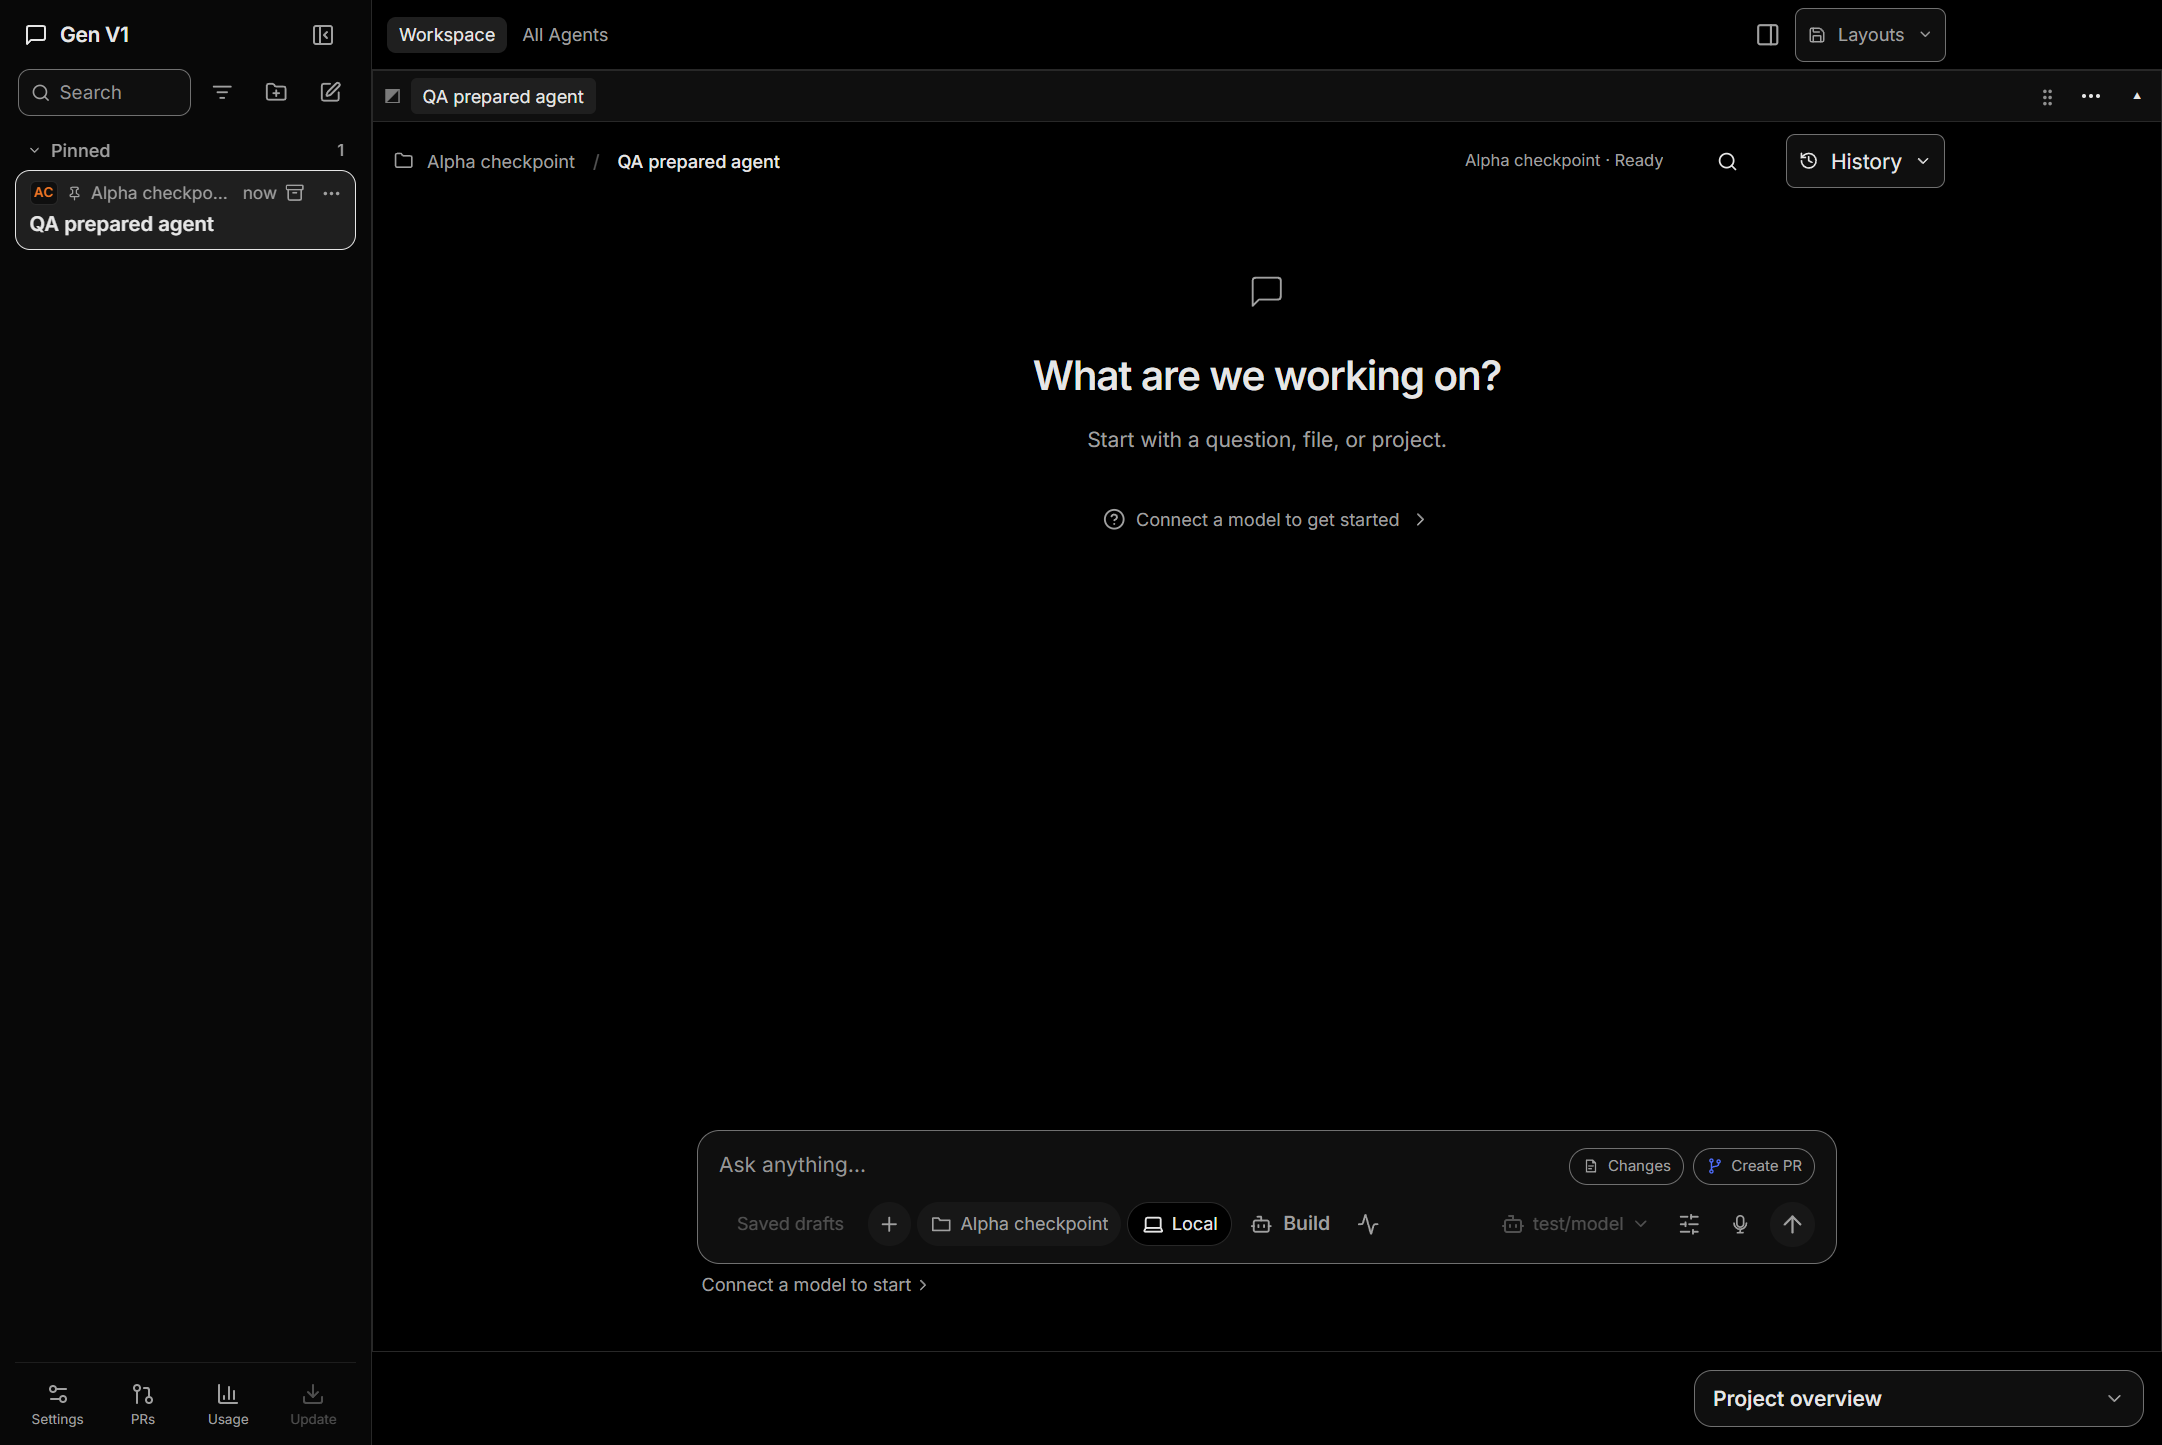 Gen V1
Workspace
All Agents
Layouts
Search
QA prepared agent
Pinned
1
AC
Alpha checkpo...
now
QA prepared agent
Alpha checkpoint / QA prepared agent
Alpha checkpoint · Ready
History
What are we working on?
Start with a question, file, or project.
Connect a model to get started
Ask anything...
Changes
Create PR
Saved drafts
Alpha checkpoint
Local
Build
test/model
Connect a model to start
Settings
PRs
Usage
Update
Project overview